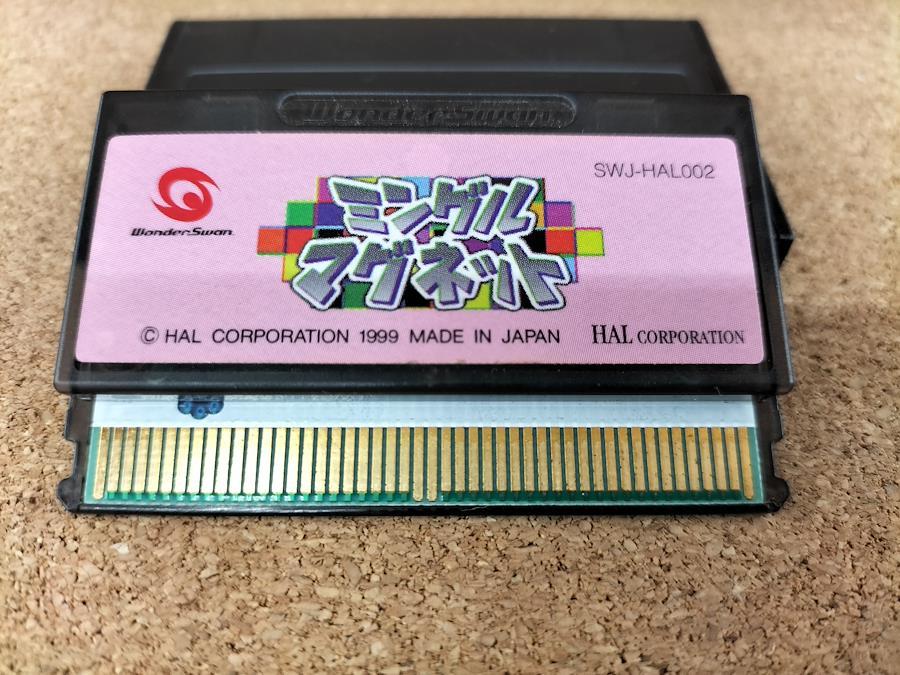 WonderSwan
SWJ-HAL002
WonderSwan
ミングル
マグネット
© HAL CORPORATION 1999 MADE IN JAPAN
HAL CORPORATION